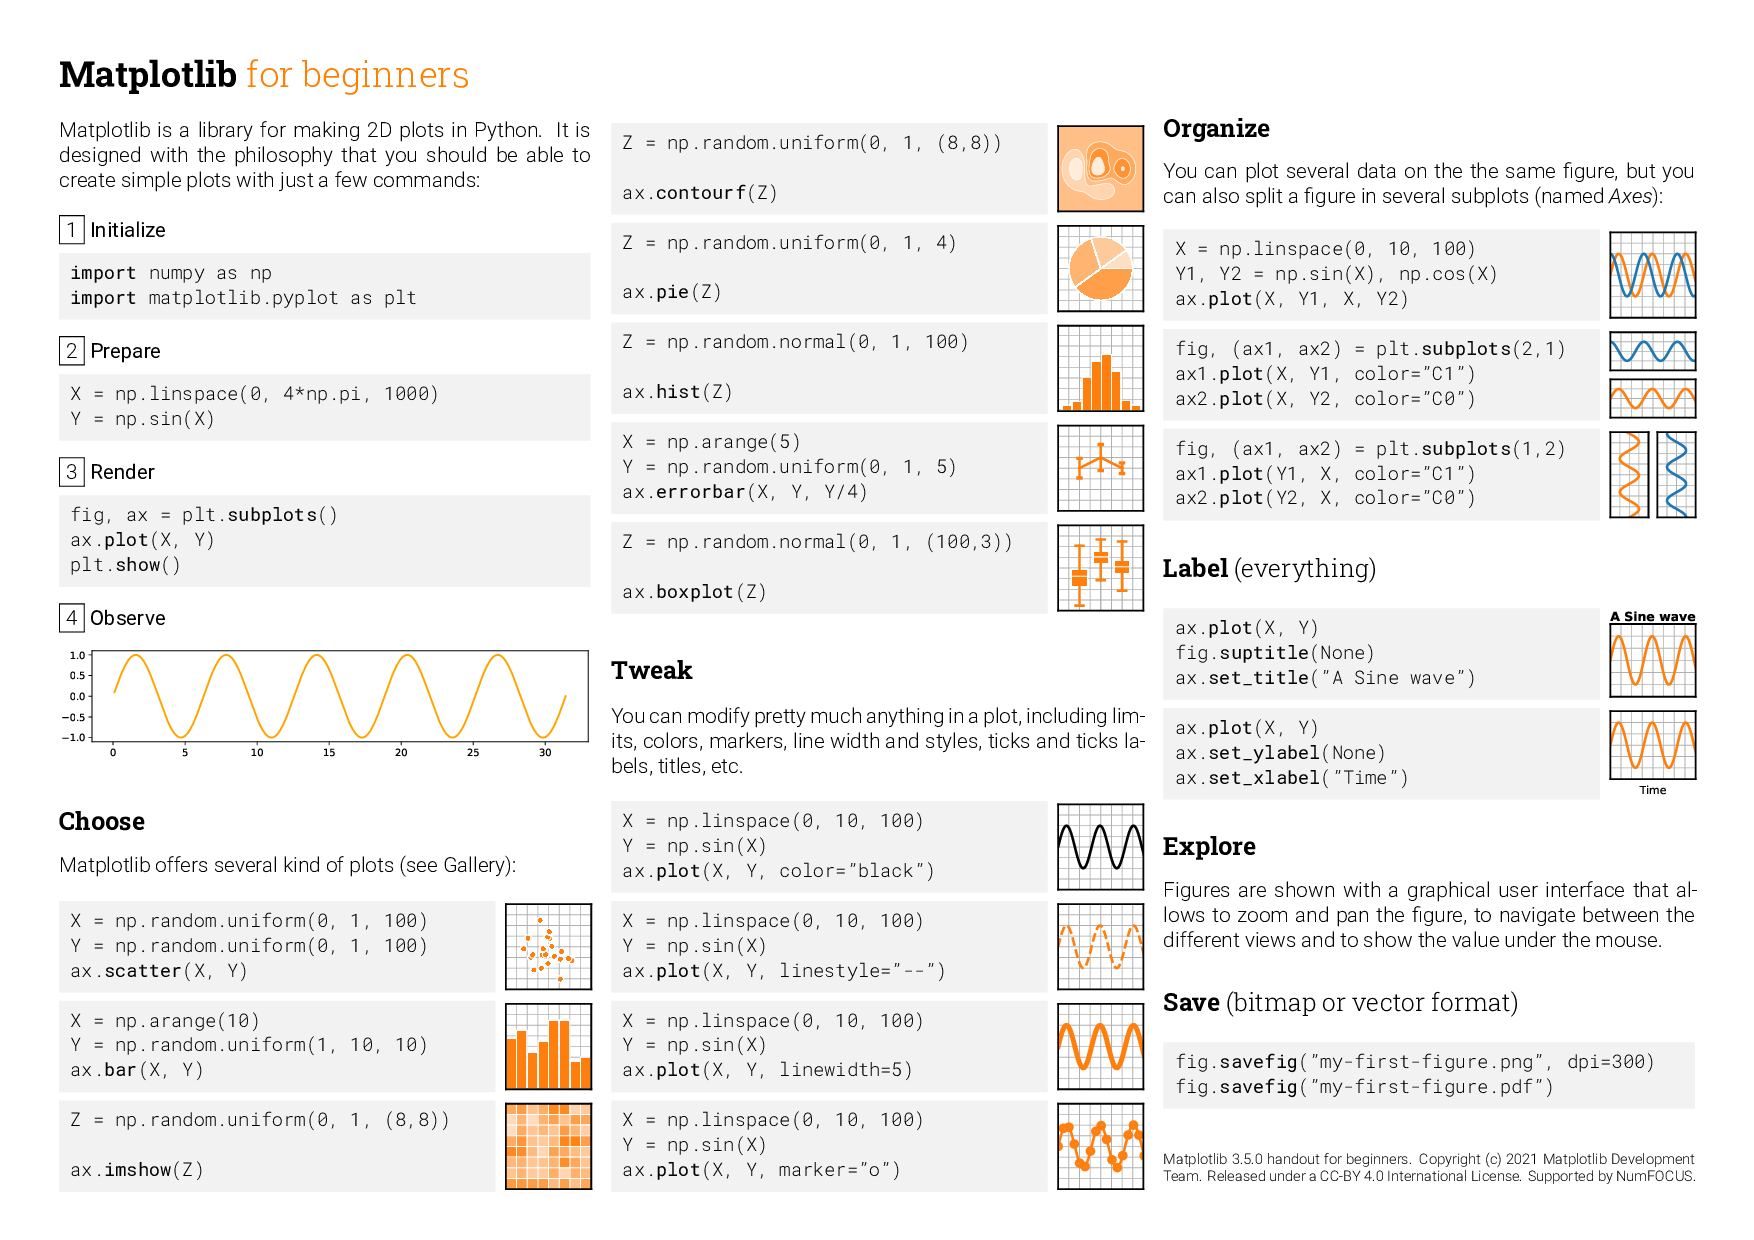 Matplotlib for beginners
Matplotlib is a library for making 2D plots in Python. It is
designed with the philosophy that you should be able to
create simple plots with just a few commands:
1 Initialize
import numpy as np
import matplotlib.pyplot as plt
2 Prepare
X = np.linspace(0, 4*np.pi, 1000)
Y = np.sin(X)
3 Render
fig, ax = plt.subplots()
ax.plot(X, Y)
plt.show()
4 Observe
1.0
0.5
0.0
−0.5
−1.0
0 5 10 15 20 25 30
Choose
Matplotlib offers several kind of plots (see Gallery):
X = np.random.uniform(0, 1, 100)
Y = np.random.uniform(0, 1, 100)
ax.scatter(X, Y)
X = np.arange(10)
Y = np.random.uniform(1, 10, 10)
ax.bar(X, Y)
Z = np.random.uniform(0, 1, (8,8))
ax.imshow(Z)
Z = np.random.uniform(0, 1, (8,8))
ax.contourf(Z)
Z = np.random.uniform(0, 1, 4)
ax.pie(Z)
Z = np.random.normal(0, 1, 100)
ax.hist(Z)
X = np.arange(5)
Y = np.random.uniform(0, 1, 5)
ax.errorbar(X, Y, Y/4)
Z = np.random.normal(0, 1, (100,3))
ax.boxplot(Z)
Tweak
You can modify pretty much anything in a plot, including lim-
its, colors, markers, line width and styles, ticks and ticks la-
bels, titles, etc.
X = np.linspace(0, 10, 100)
Y = np.sin(X)
ax.plot(X, Y, color="black")
X = np.linspace(0, 10, 100)
Y = np.sin(X)
ax.plot(X, Y, linestyle="--")
X = np.linspace(0, 10, 100)
Y = np.sin(X)
ax.plot(X, Y, linewidth=5)
X = np.linspace(0, 10, 100)
Y = np.sin(X)
ax.plot(X, Y, marker="o")
Organize
You can plot several data on the the same figure, but you
can also split a figure in several subplots (named Axes):
X = np.linspace(0, 10, 100)
Y1, Y2 = np.sin(X), np.cos(X)
ax.plot(X, Y1, X, Y2)
fig, (ax1, ax2) = plt.subplots(2,1)
ax1.plot(X, Y1, color="C1")
ax2.plot(X, Y2, color="C0")
fig, (ax1, ax2) = plt.subplots(1,2)
ax1.plot(Y1, X, color="C1")
ax2.plot(Y2, X, color="C0")
Label (everything)
ax.plot(X, Y)
fig.suptitle(None)
ax.set_title("A Sine wave")
A Sine wave
ax.plot(X, Y)
ax.set_ylabel(None)
ax.set_xlabel("Time")
Time
Explore
Figures are shown with a graphical user interface that al-
lows to zoom and pan the figure, to navigate between the
different views and to show the value under the mouse.
Save (bitmap or vector format)
fig.savefig("my-first-figure.png", dpi=300)
fig.savefig("my-first-figure.pdf")
Matplotlib 3.5.0 handout for beginners. Copyright (c) 2021 Matplotlib Development
Team. Released under a CC-BY 4.0 International License. Supported by NumFOCUS.